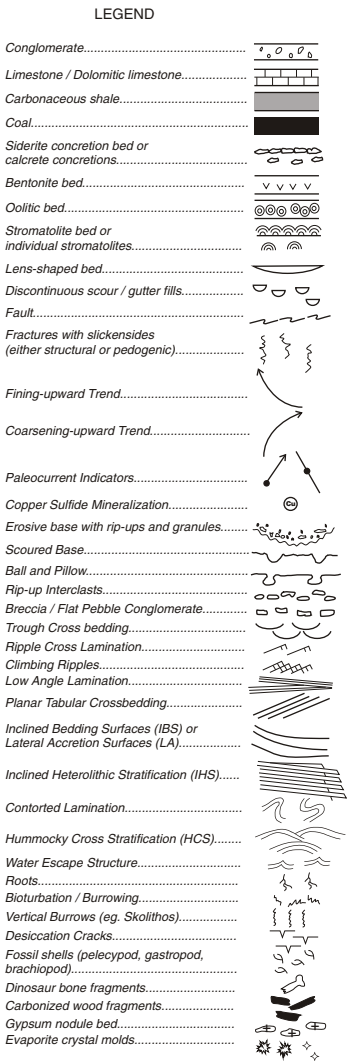 LEGEND
Conglomerate
Limestone / Dolomitic limestone
Carbonaceous shale
Coal
Siderite concretion bed or
calcrete concretions
Bentonite bed
Oolitic bed
Stromatolite bed or
individual stromatolites
Lens-shaped bed
Discontinuous scour / gutter fills
Fault
Fractures with slickensides
(either structural or pedogenic)
Fining-upward Trend
Coarsening-upward Trend
Paleocurrent Indicators
Copper Sulfide Mineralization
Cu
Erosive base with rip-ups and granules
Scoured Base
Ball and Pillow
Rip-up Interclasts
Breccia / Flat Pebble Conglomerate
Trough Cross bedding
Ripple Cross Lamination
Climbing Ripples
Low Angle Lamination
Planar Tabular Crossbedding
Inclined Bedding Surfaces (IBS) or
Lateral Accretion Surfaces (LA)
Inclined Heterolithic Stratification (IHS)
Contorted Lamination
Hummocky Cross Stratification (HCS)
Water Escape Structure
Roots
Bioturbation / Burrowing
Vertical Burrows (eg. Skolithos)
Desiccation Cracks
Fossil shells (pelecypod, gastropod,
brachiopod)
Dinosaur bone fragments
Carbonized wood fragments
Gypsum nodule bed
Evaporite crystal molds